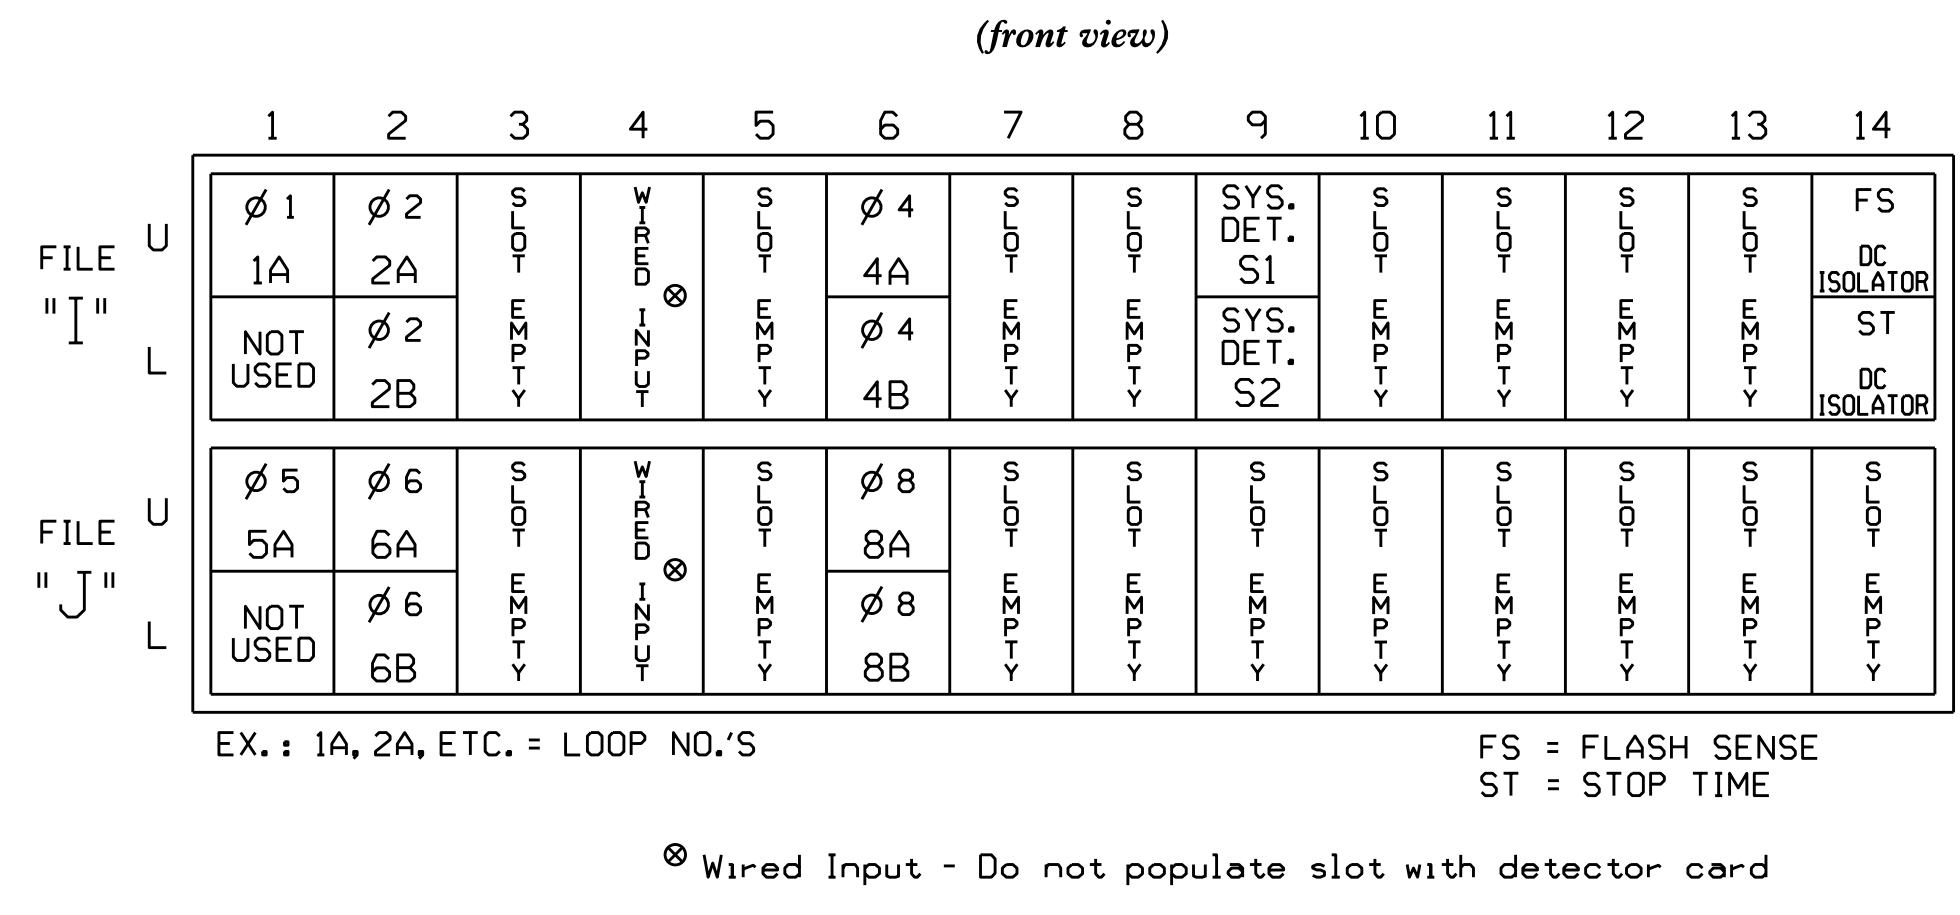 (front view)
1 2 3 4 5 6 7 8 9 10 11 12 13 14
FILE "I"
U
Ø 1 1A
Ø 2 2A
SLOT EMPTY
WIRED INPUT ⊗
SLOT EMPTY
Ø 4 4A
SLOT EMPTY
SLOT EMPTY
SYS. DET. S1
SLOT EMPTY
SLOT EMPTY
SLOT EMPTY
SLOT EMPTY
FS DC ISOLATOR
L
NOT USED
Ø 2 2B
Ø 4 4B
SYS. DET. S2
ST DC ISOLATOR
FILE "J"
U
Ø 5 5A
Ø 6 6A
SLOT EMPTY
WIRED INPUT ⊗
SLOT EMPTY
Ø 8 8A
SLOT EMPTY
SLOT EMPTY
SLOT EMPTY
SLOT EMPTY
SLOT EMPTY
SLOT EMPTY
SLOT EMPTY
SLOT EMPTY
L
NOT USED
Ø 6 6B
Ø 8 8B
EX.: 1A, 2A, ETC. = LOOP NO.'S
FS = FLASH SENSE
ST = STOP TIME
⊗ Wired Input - Do not populate slot with detector card